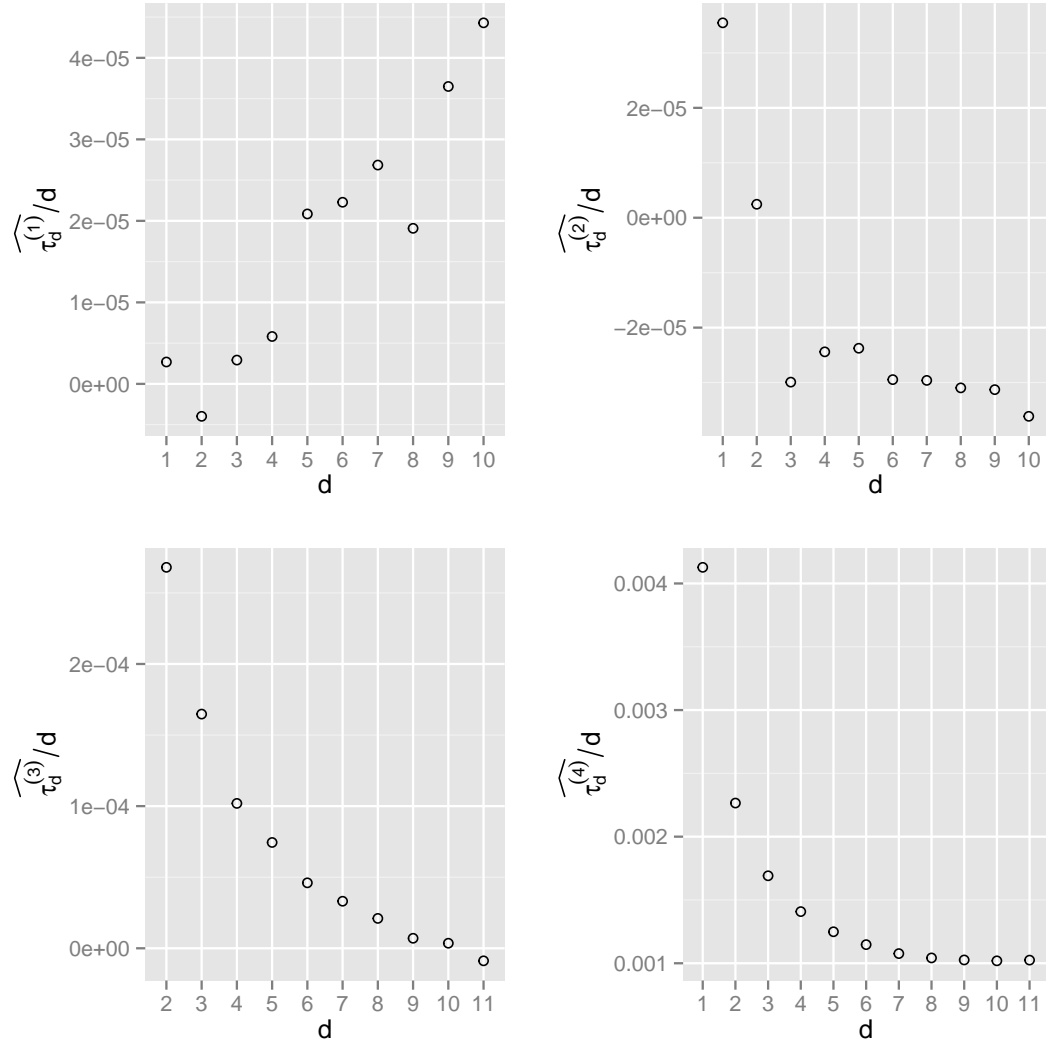 4e−05
3e−05
2e−05
1e−05
0e+00
τ̂d(1)/d
1 2 3 4 5 6 7 8 9 10
d
2e−05
0e+00
−2e−05
τ̂d(2)/d
1 2 3 4 5 6 7 8 9 10
d
2e−04
1e−04
0e+00
τ̂d(3)/d
2 3 4 5 6 7 8 9 10 11
d
0.004
0.003
0.002
0.001
τ̂d(4)/d
1 2 3 4 5 6 7 8 9 10 11
d